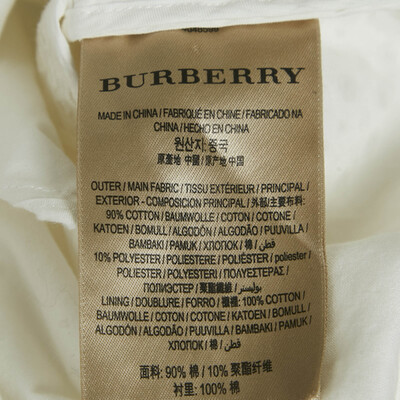 BURBERRY
MADE IN CHINA / FABRIQUÉ EN CHINE / FABRICADO NA
CHINA / HECHO EN CHINA
원산지: 중국
原產地 中國 / 原产地 中国
OUTER / MAIN FABRIC / TISSU EXTÉRIEUR / PRINCIPAL /
EXTERIOR - COMPOSICION PRINCIPAL / 外部/主要布料:
90% COTTON / BAUMWOLLE / COTON / COTONE /
KATOEN / BOMULL / ALGODÓN / ALGODÃO / PUUVILLA /
BAMBAKI / PAMUK / ХЛОПОК / 棉 / قطن /
10% POLYESTER / POLIESTERE / POLIÉSTER / poliester /
POLIESTER / POLYESTERI / ΠΟΛΥΕΣΤΕΡΑΣ /
ПОЛИЭСТЕР / 聚酯纖維 / بوليستر /
LINING / DOUBLURE / FORRO / 襯裡: 100% COTTON /
BAUMWOLLE / COTON / COTONE / KATOEN / BOMULL /
ALGODÓN / ALGODÃO / PUUVILLA / BAMBAKI / PAMUK /
ХЛОПОК / 棉 / قطن /
面料: 90% 棉 / 10% 聚酯纤维
衬里: 100% 棉